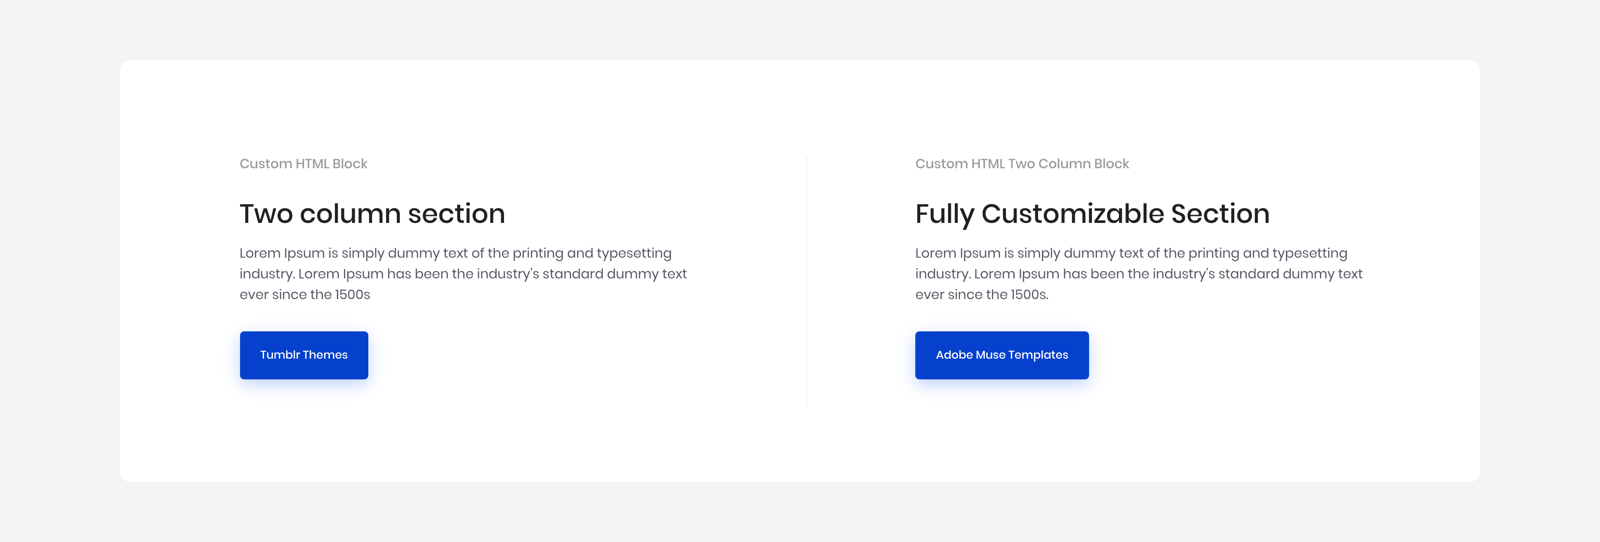 Custom HTML Block
Two column section
Lorem Ipsum is simply dummy text of the printing and typesetting
industry. Lorem Ipsum has been the industry's standard dummy text
ever since the 1500s
Tumblr Themes
Custom HTML Two Column Block
Fully Customizable Section
Lorem Ipsum is simply dummy text of the printing and typesetting
industry. Lorem Ipsum has been the industry's standard dummy text
ever since the 1500s.
Adobe Muse Templates